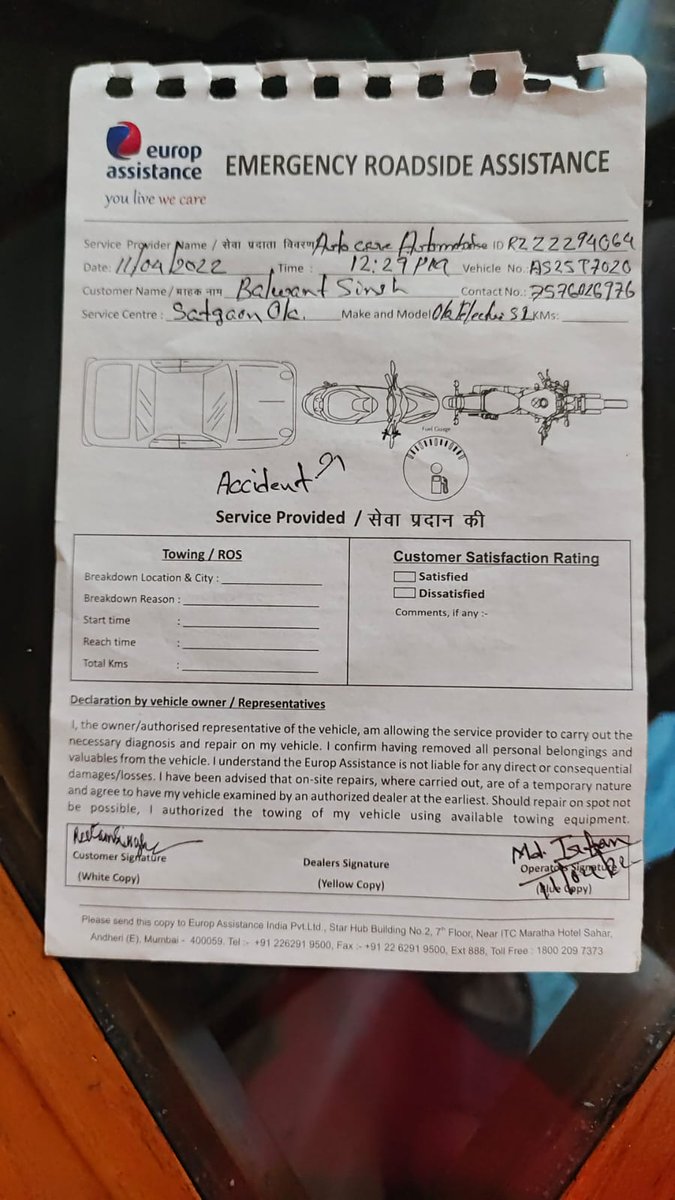 europ
assistance
you live we care
EMERGENCY ROADSIDE ASSISTANCE
Service Provider Name / सेवा प्रदाता विवरण Auto care ID RZZ2294064
Date: 11/04/2022 Time : 12:29 PM Vehicle No.: AS25T7020
Customer Name / ग्राहक नाम Balwant Singh Contact No.: 7576026976
Service Centre : Satgaon Ola. Make and Model Ola Electric S1 KMs:
Fuel Gauge
Accident
Service Provided / सेवा प्रदान की
Towing / ROS
Breakdown Location & City :
Breakdown Reason :
Start time :
Reach time :
Total Kms :
Customer Satisfaction Rating
Satisfied
Dissatisfied
Comments, if any :-
Declaration by vehicle owner / Representatives
I, the owner/authorised representative of the vehicle, am allowing the service provider to carry out the
necessary diagnosis and repair on my vehicle. I confirm having removed all personal belongings and
valuables from the vehicle. I understand the Europ Assistance is not liable for any direct or consequential
damages/losses. I have been advised that on-site repairs, where carried out, are of a temporary nature
and agree to have my vehicle examined by an authorized dealer at the earliest. Should repair on spot not
be possible, I authorized the towing of my vehicle using available towing equipment.
Customer Signature
(White Copy)
Dealers Signature
(Yellow Copy)
Md. Irfan
Operators Signature
(Blue Copy)
Please send this copy to Europ Assistance India Pvt.Ltd., Star Hub Building No.2, 7th Floor, Near ITC Maratha Hotel Sahar,
Andheri (E), Mumbai - 400059. Tel :- +91 226291 9500, Fax :- +91 22 6291 9500, Ext 888, Toll Free : 1800 209 7373